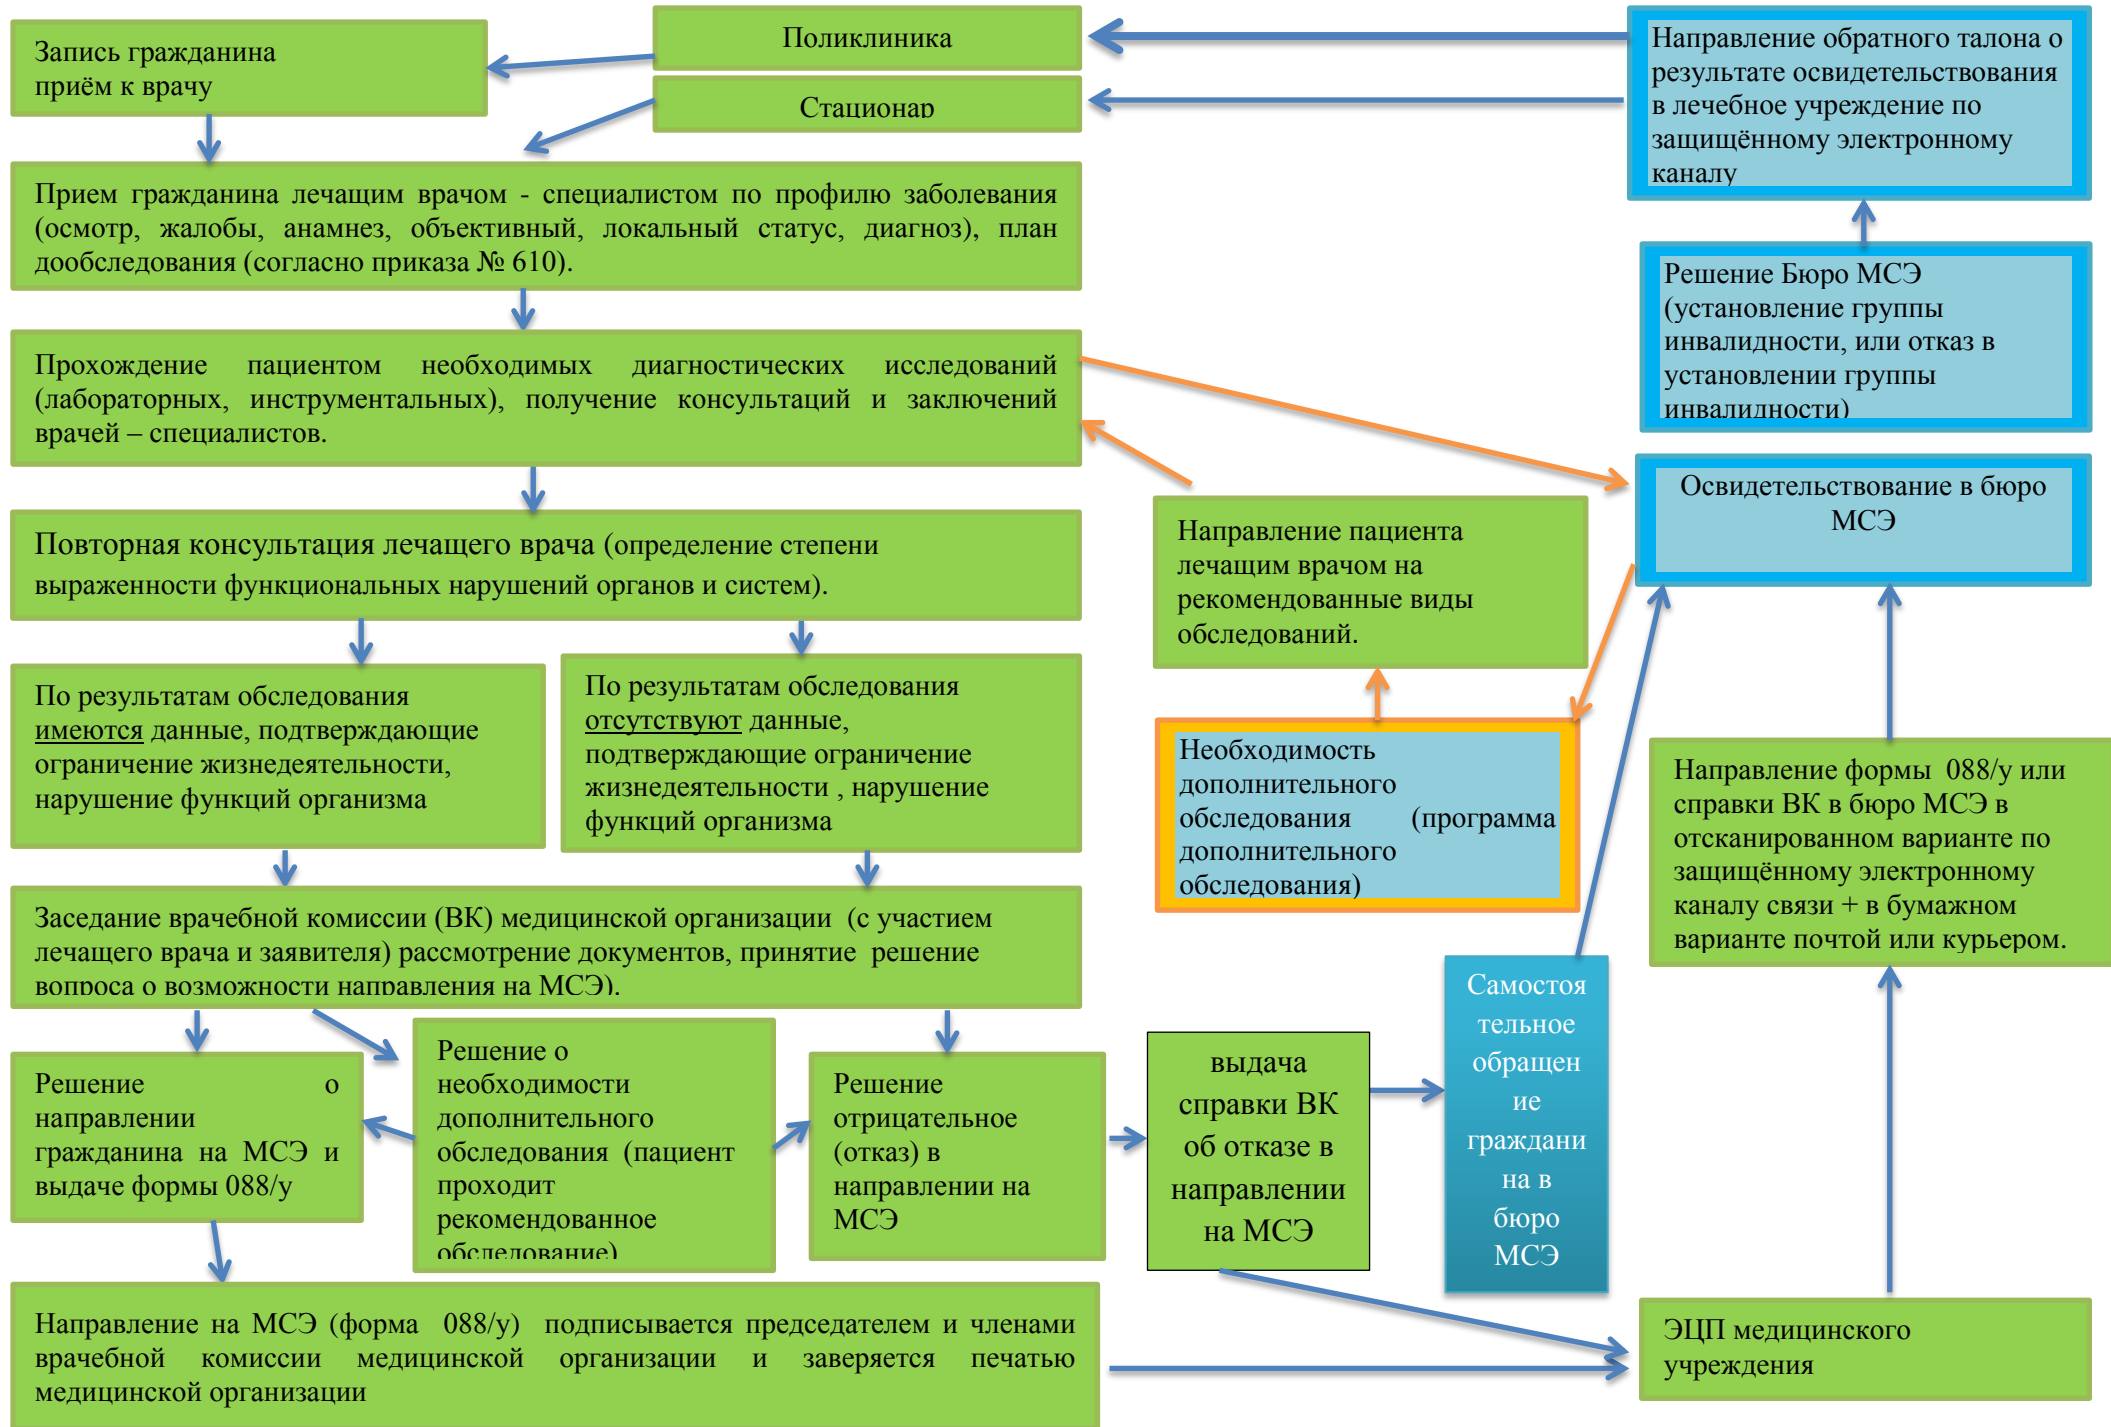 Запись гражданина
приём к врачу
Поликлиника
Стационар
Направление обратного талона о
результате освидетельствования
в лечебное учреждение по
защищённому электронному
каналу
Прием гражданина лечащим врачом - специалистом по профилю заболевания
(осмотр, жалобы, анамнез, объективный, локальный статус, диагноз), план
дообследования (согласно приказа № 610).
Решение Бюро МСЭ
(установление группы
инвалидности, или отказ в
установлении группы
инвалидности)
Прохождение пациентом необходимых диагностических исследований
(лабораторных, инструментальных), получение консультаций и заключений
врачей – специалистов.
Освидетельствование в бюро
МСЭ
Направление пациента
лечащим врачом на
рекомендованные виды
обследований.
Повторная консультация лечащего врача (определение степени
выраженности функциональных нарушений органов и систем).
По результатам обследования
имеются данные, подтверждающие
ограничение жизнедеятельности,
нарушение функций организма
По результатам обследования
отсутствуют данные,
подтверждающие ограничение
жизнедеятельности , нарушение
функций организма
Необходимость
дополнительного
обследования (программа
дополнительного
обследования)
Направление формы 088/у или
справки ВК в бюро МСЭ в
отсканированном варианте по
защищённому электронному
каналу связи + в бумажном
варианте почтой или курьером.
Заседание врачебной комиссии (ВК) медицинской организации (с участием
лечащего врача и заявителя) рассмотрение документов, принятие решение
вопроса о возможности направления на МСЭ).
Решение о
направлении
гражданина на МСЭ и
выдаче формы 088/у
Решение о
необходимости
дополнительного
обследования (пациент
проходит
рекомендованное
обследование)
Решение
отрицательное
(отказ) в
направлении на
МСЭ
выдача
справки ВК
об отказе в
направлении
на МСЭ
Самостоя
тельное
обращен
ие
граждани
на в
бюро
МСЭ
Направление на МСЭ (форма 088/у) подписывается председателем и членами
врачебной комиссии медицинской организации и заверяется печатью
медицинской организации
ЭЦП медицинского
учреждения